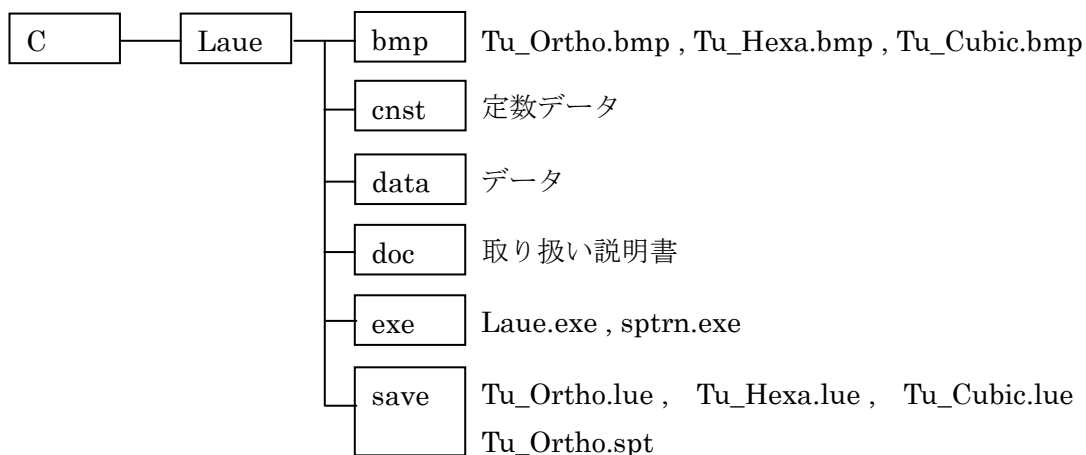 C Laue bmp Tu_Ortho.bmp , Tu_Hexa.bmp , Tu_Cubic.bmp
cnst 定数データ
data データ
doc 取り扱い説明書
exe Laue.exe , sptrn.exe
save Tu_Ortho.lue , Tu_Hexa.lue , Tu_Cubic.lue
Tu_Ortho.spt